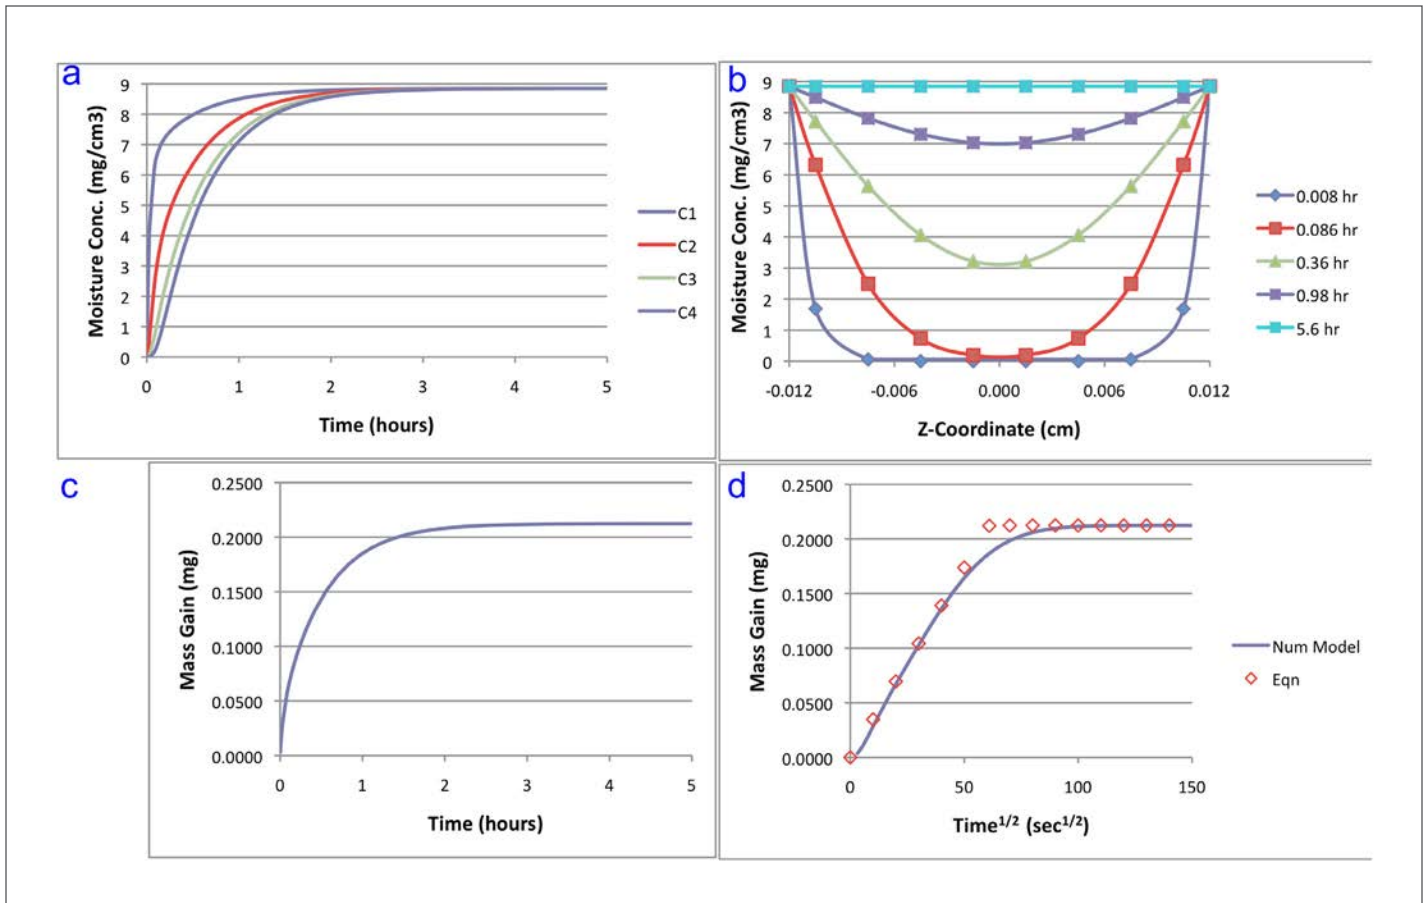 a
9
8
7
6
5
4
3
2
1
0
0 1 2 3 4 5
Moisture Conc. (mg/cm3)
Time (hours)
C1
C2
C3
C4
b
9
8
7
6
5
4
3
2
1
0
-0.012 -0.006 0.000 0.006 0.012
Moisture Conc. (mg/cm3)
Z-Coordinate (cm)
0.008 hr
0.086 hr
0.36 hr
0.98 hr
5.6 hr
c
0.2500
0.2000
0.1500
0.1000
0.0500
0.0000
0 1 2 3 4 5
Mass Gain (mg)
Time (hours)
d
0.2500
0.2000
0.1500
0.1000
0.0500
0.0000
0 50 100 150
Mass Gain (mg)
Time^1/2 (sec^1/2)
Num Model
Eqn